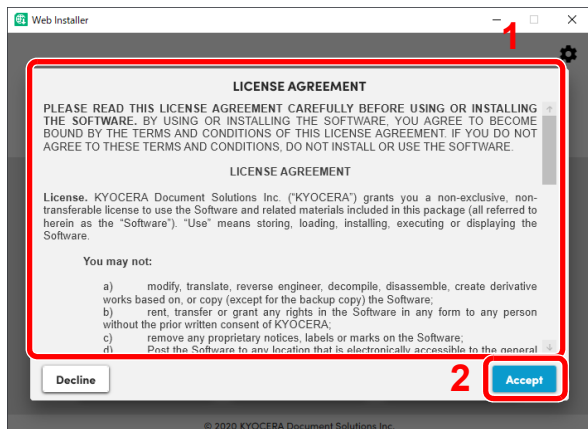 Web Installer
1
LICENSE AGREEMENT
PLEASE READ THIS LICENSE AGREEMENT CAREFULLY BEFORE USING OR INSTALLING
THE SOFTWARE. BY USING OR INSTALLING THE SOFTWARE, YOU AGREE TO BECOME
BOUND BY THE TERMS AND CONDITIONS OF THIS LICENSE AGREEMENT. IF YOU DO NOT
AGREE TO THESE TERMS AND CONDITIONS, DO NOT INSTALL OR USE THE SOFTWARE.
LICENSE AGREEMENT
License. KYOCERA Document Solutions Inc. (“KYOCERA”) grants you a non-exclusive, non-
transferable license to use the Software and related materials included in this package (all referred to
herein as the “Software”). “Use” means storing, loading, installing, executing or displaying the
Software.
You may not:
a) modify, translate, reverse engineer, decompile, disassemble, create derivative
works based on, or copy (except for the backup copy) the Software;
b) rent, transfer or grant any rights in the Software in any form to any person
without the prior written consent of KYOCERA;
c) remove any proprietary notices, labels or marks on the Software;
d) Post the Software to any location that is electronically accessible to the general
Decline
2
Accept
© 2020 KYOCERA Document Solutions Inc.